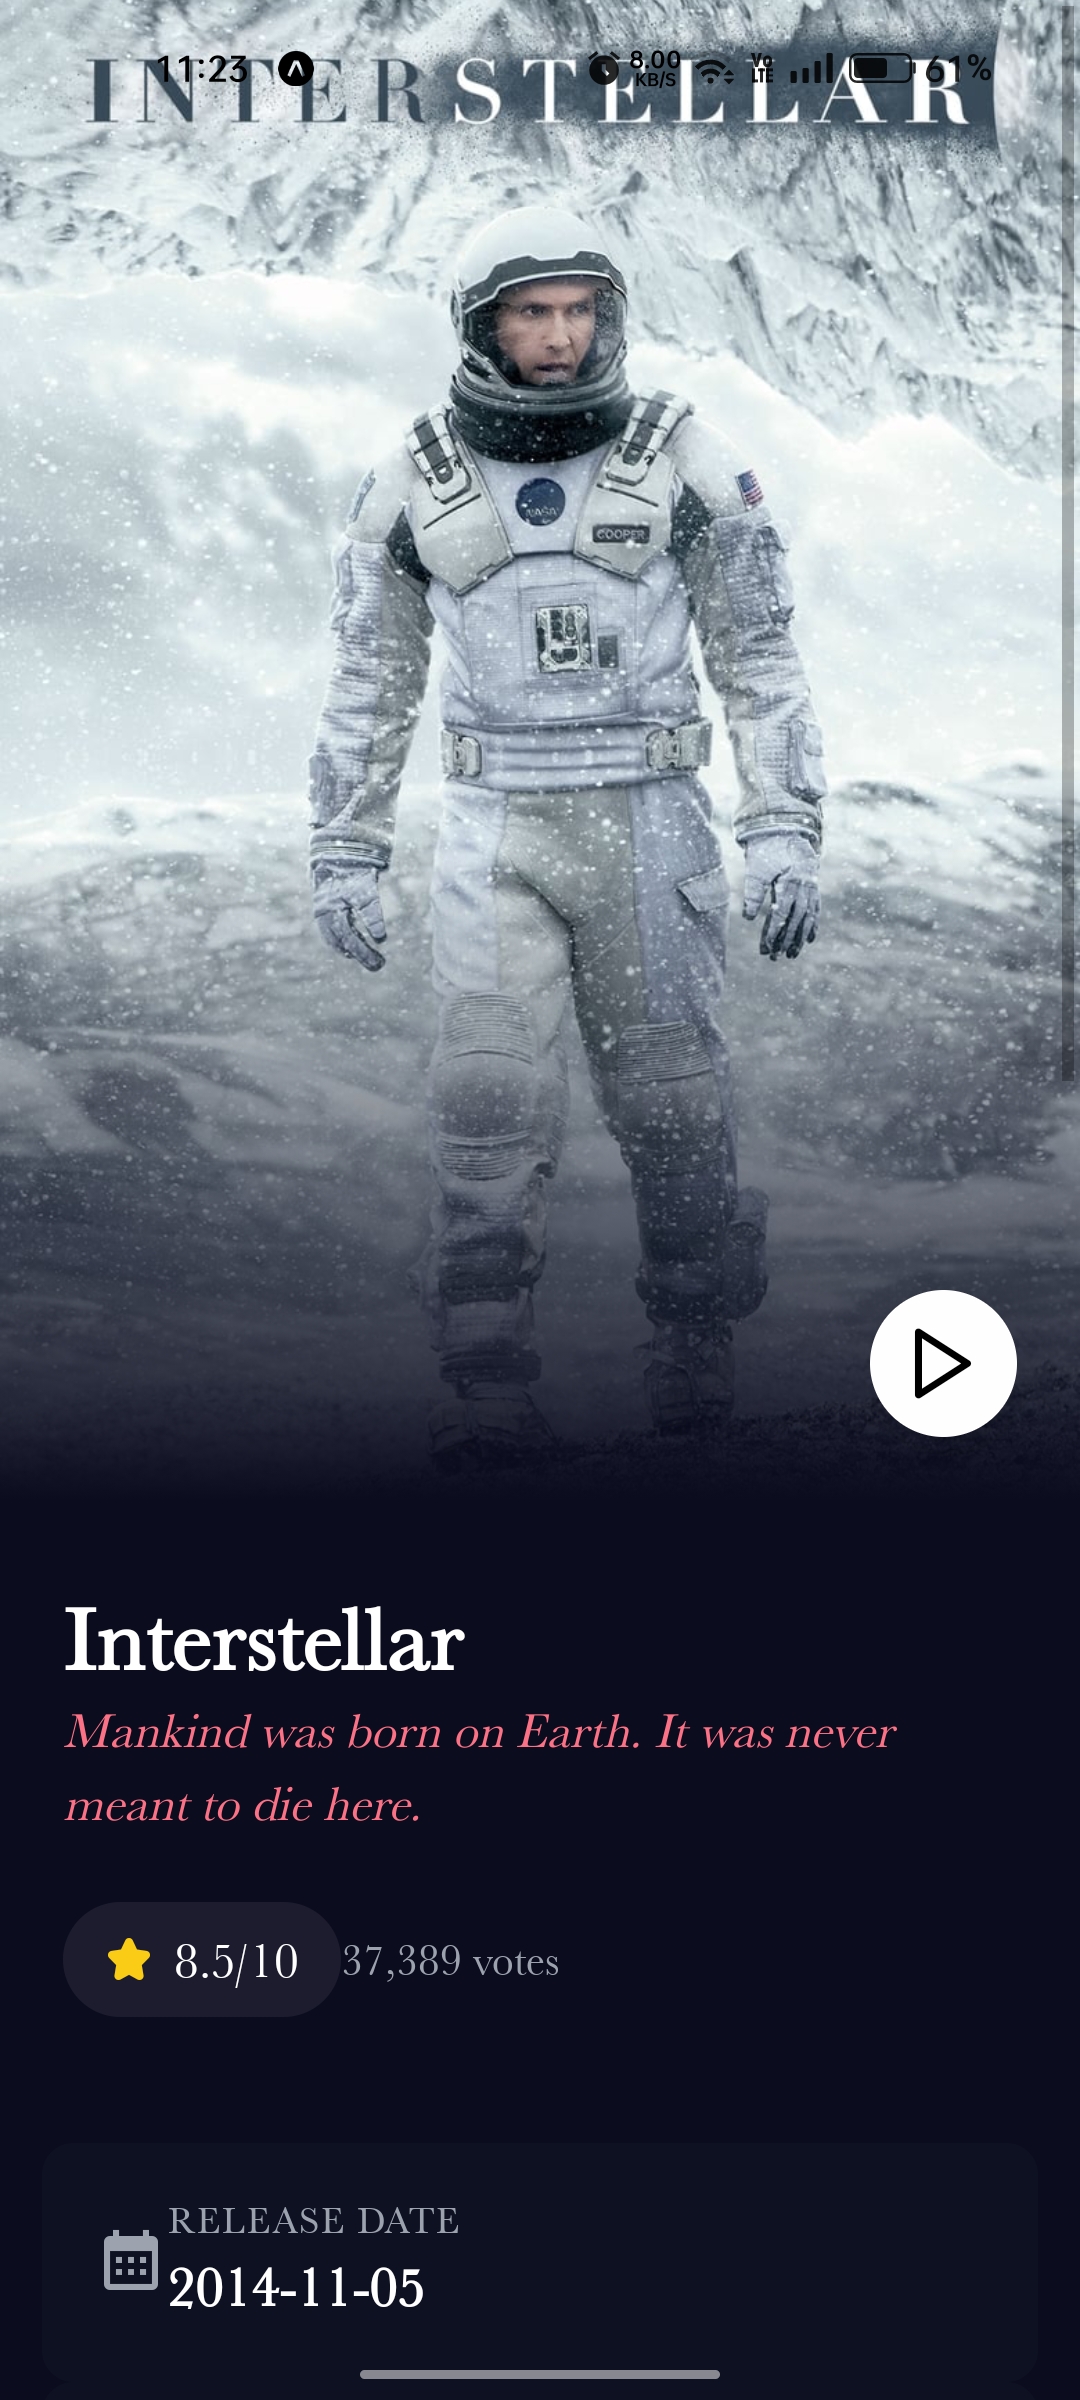 11:23 8.00 KB/S Vo LTE 61%
INTERSTELLAR
NASA
COOPER
Interstellar
Mankind was born on Earth. It was never
meant to die here.
8.5/10 37,389 votes
RELEASE DATE
2014-11-05